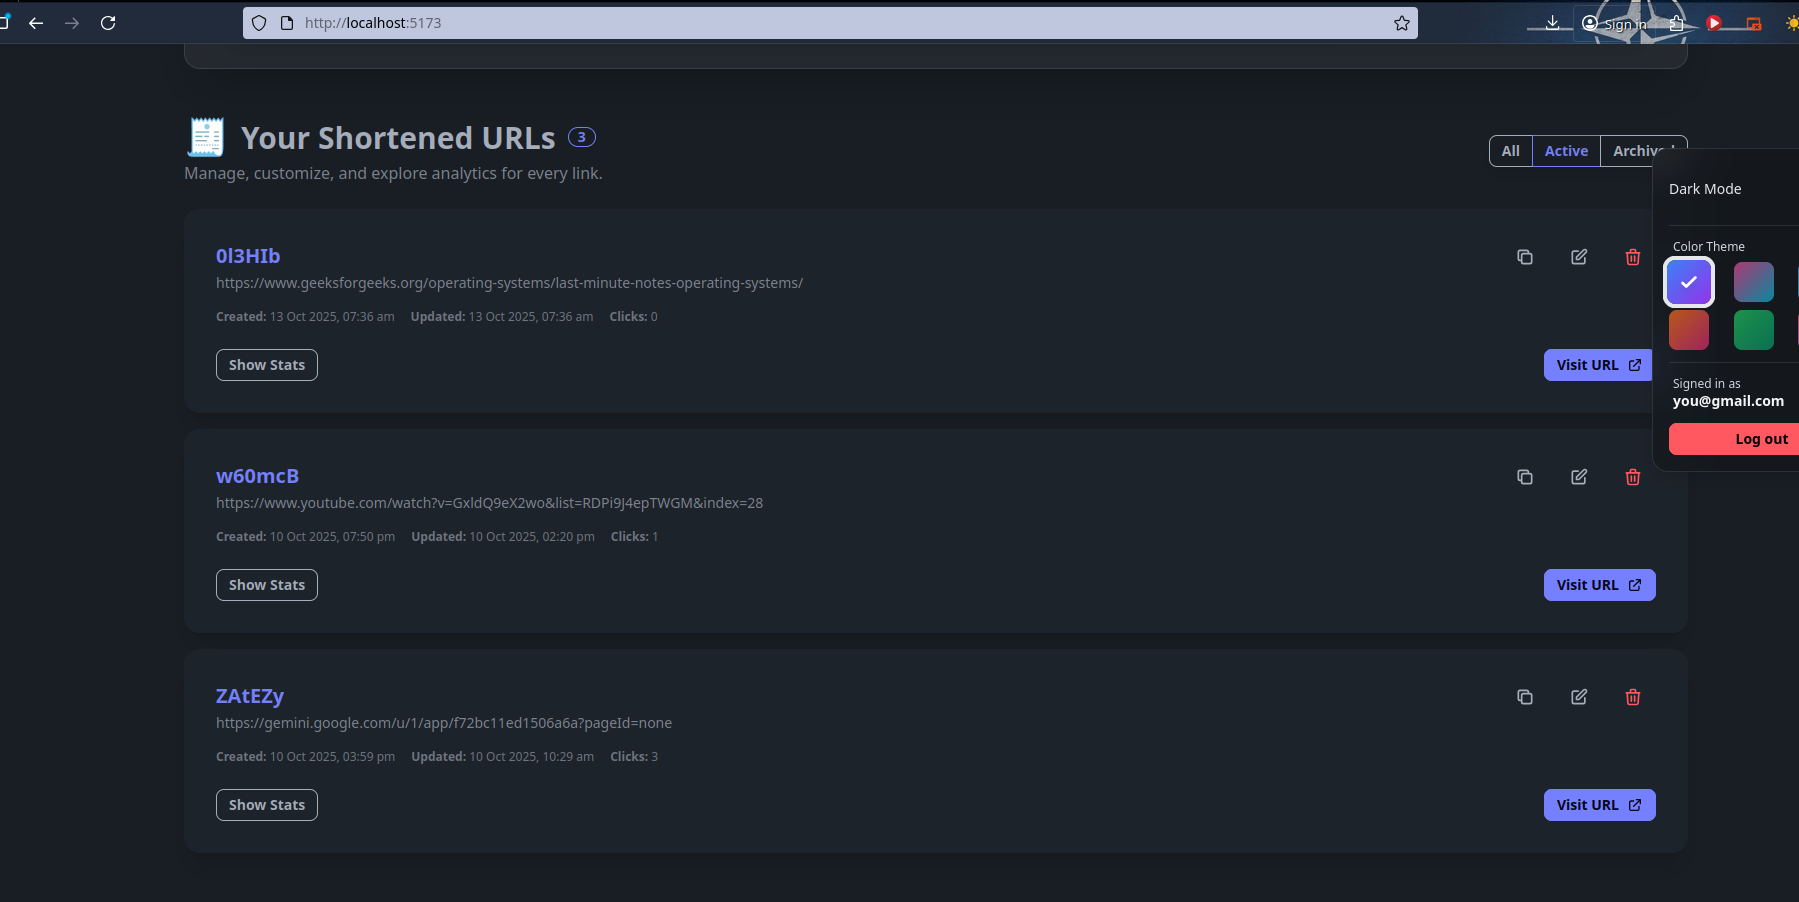 http://localhost:5173
Sign in
Your Shortened URLs 3
Manage, customize, and explore analytics for every link.
All Active Archived
Dark Mode
Color Theme
Signed in as
you@gmail.com
Log out
0l3HIb
https://www.geeksforgeeks.org/operating-systems/last-minute-notes-operating-systems/
Created: 13 Oct 2025, 07:36 am Updated: 13 Oct 2025, 07:36 am Clicks: 0
Show Stats Visit URL
w60mcB
https://www.youtube.com/watch?v=GxldQ9eX2wo&list=RDPi9J4epTWGM&index=28
Created: 10 Oct 2025, 07:50 pm Updated: 10 Oct 2025, 02:20 pm Clicks: 1
Show Stats Visit URL
ZAtEZy
https://gemini.google.com/u/1/app/f72bc11ed1506a6a?pageId=none
Created: 10 Oct 2025, 03:59 pm Updated: 10 Oct 2025, 10:29 am Clicks: 3
Show Stats Visit URL